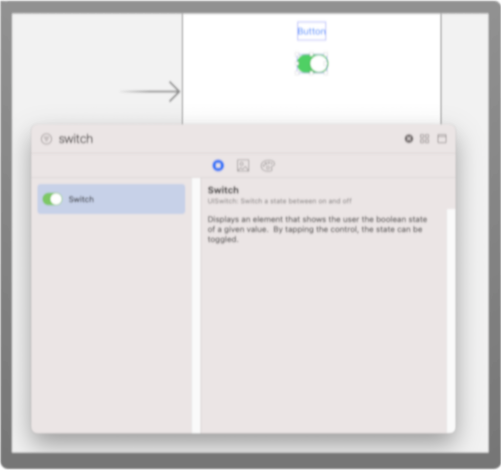 Button
switch
Switch
Switch
UISwitch: Switch a state between on and off
Displays an element that shows the user the boolean state
of a given value. By tapping the control, the state can be
toggled.